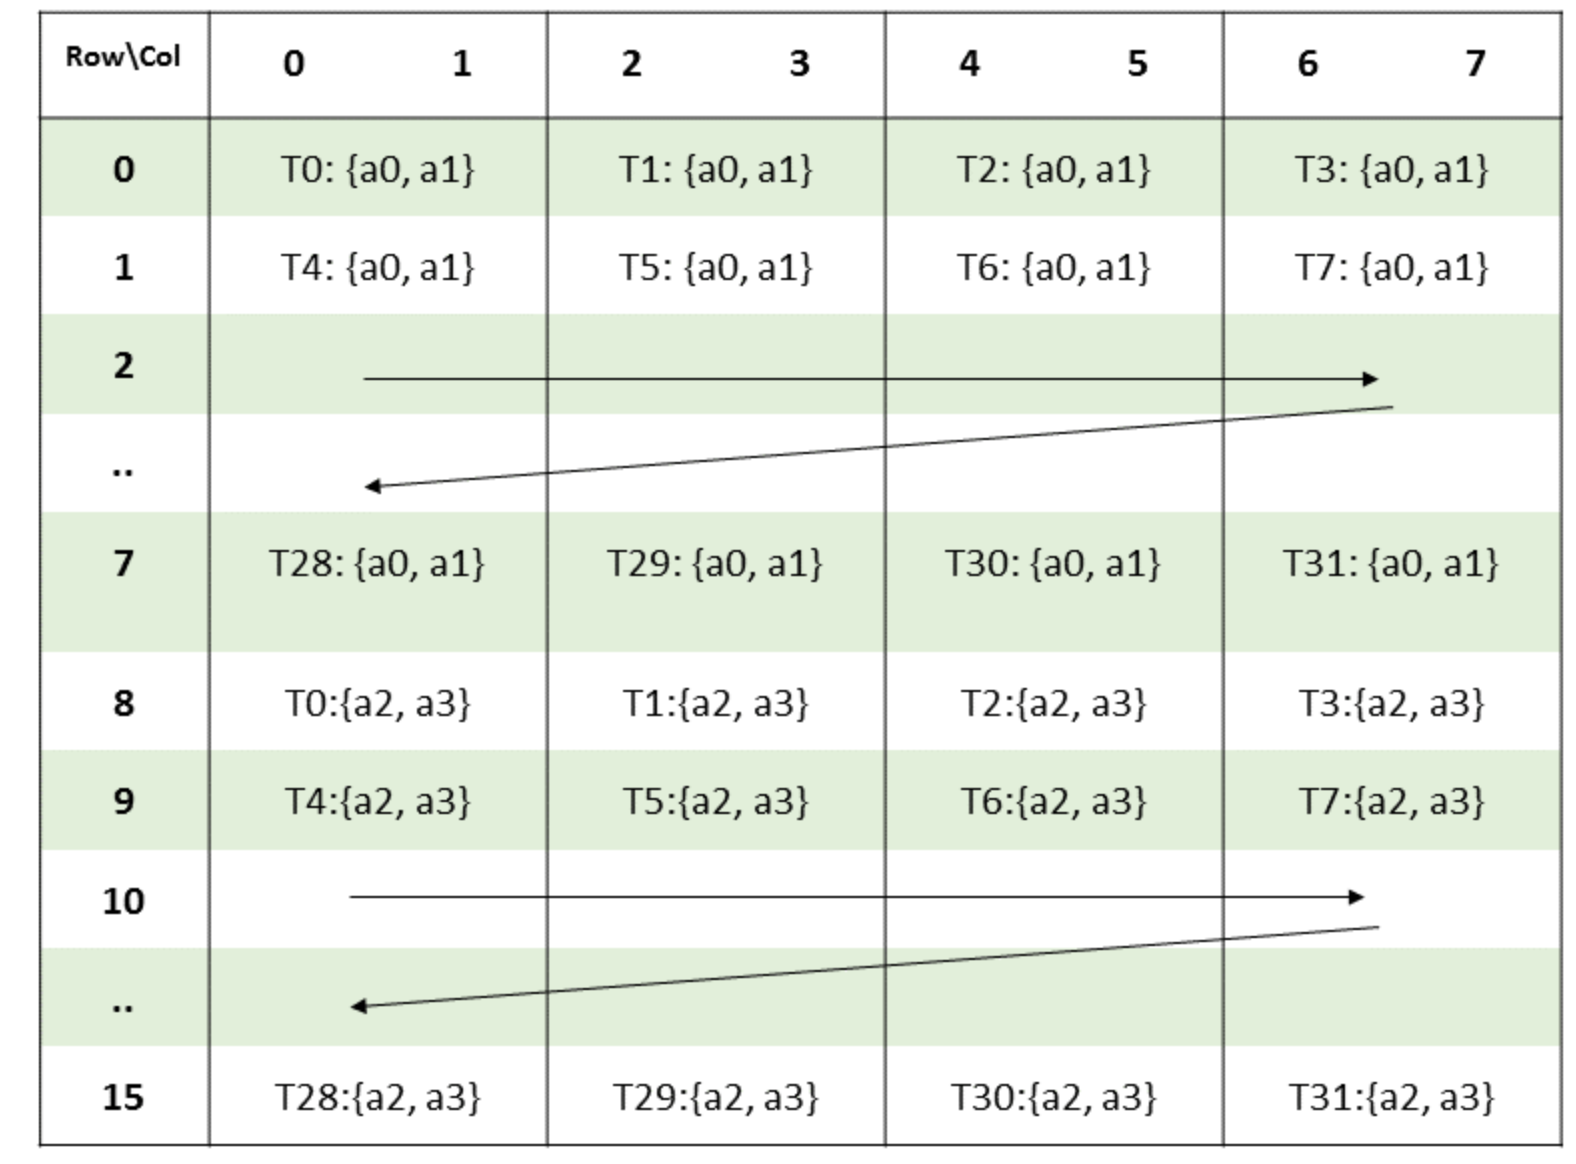 Row\Col 0 1 2 3 4 5 6 7
0 T0: {a0, a1} T1: {a0, a1} T2: {a0, a1} T3: {a0, a1}
1 T4: {a0, a1} T5: {a0, a1} T6: {a0, a1} T7: {a0, a1}
2
..
7 T28: {a0, a1} T29: {a0, a1} T30: {a0, a1} T31: {a0, a1}
8 T0:{a2, a3} T1:{a2, a3} T2:{a2, a3} T3:{a2, a3}
9 T4:{a2, a3} T5:{a2, a3} T6:{a2, a3} T7:{a2, a3}
10
..
15 T28:{a2, a3} T29:{a2, a3} T30:{a2, a3} T31:{a2, a3}